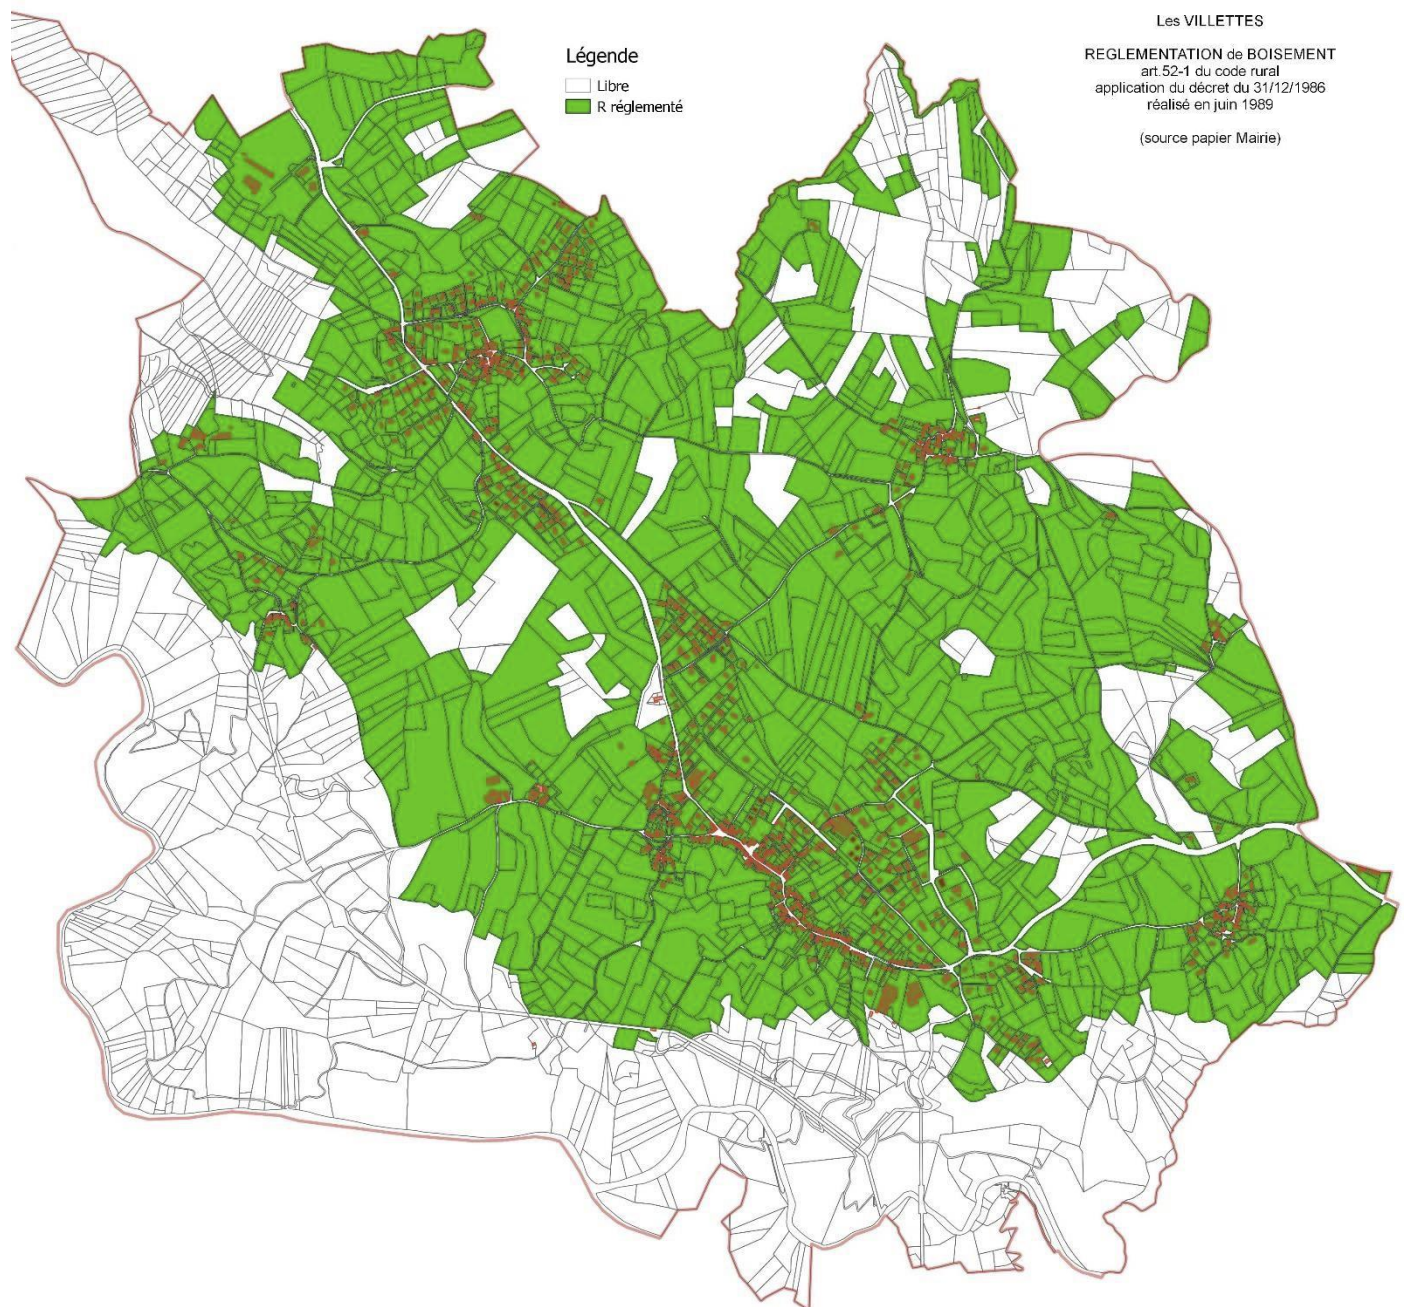 Les VILLETTES
REGLEMENTATION de BOISEMENT
art.52-1 du code rural
application du décret du 31/12/1986
réalisé en juin 1989
(source papier Mairie)
Légende
Libre
R réglementé